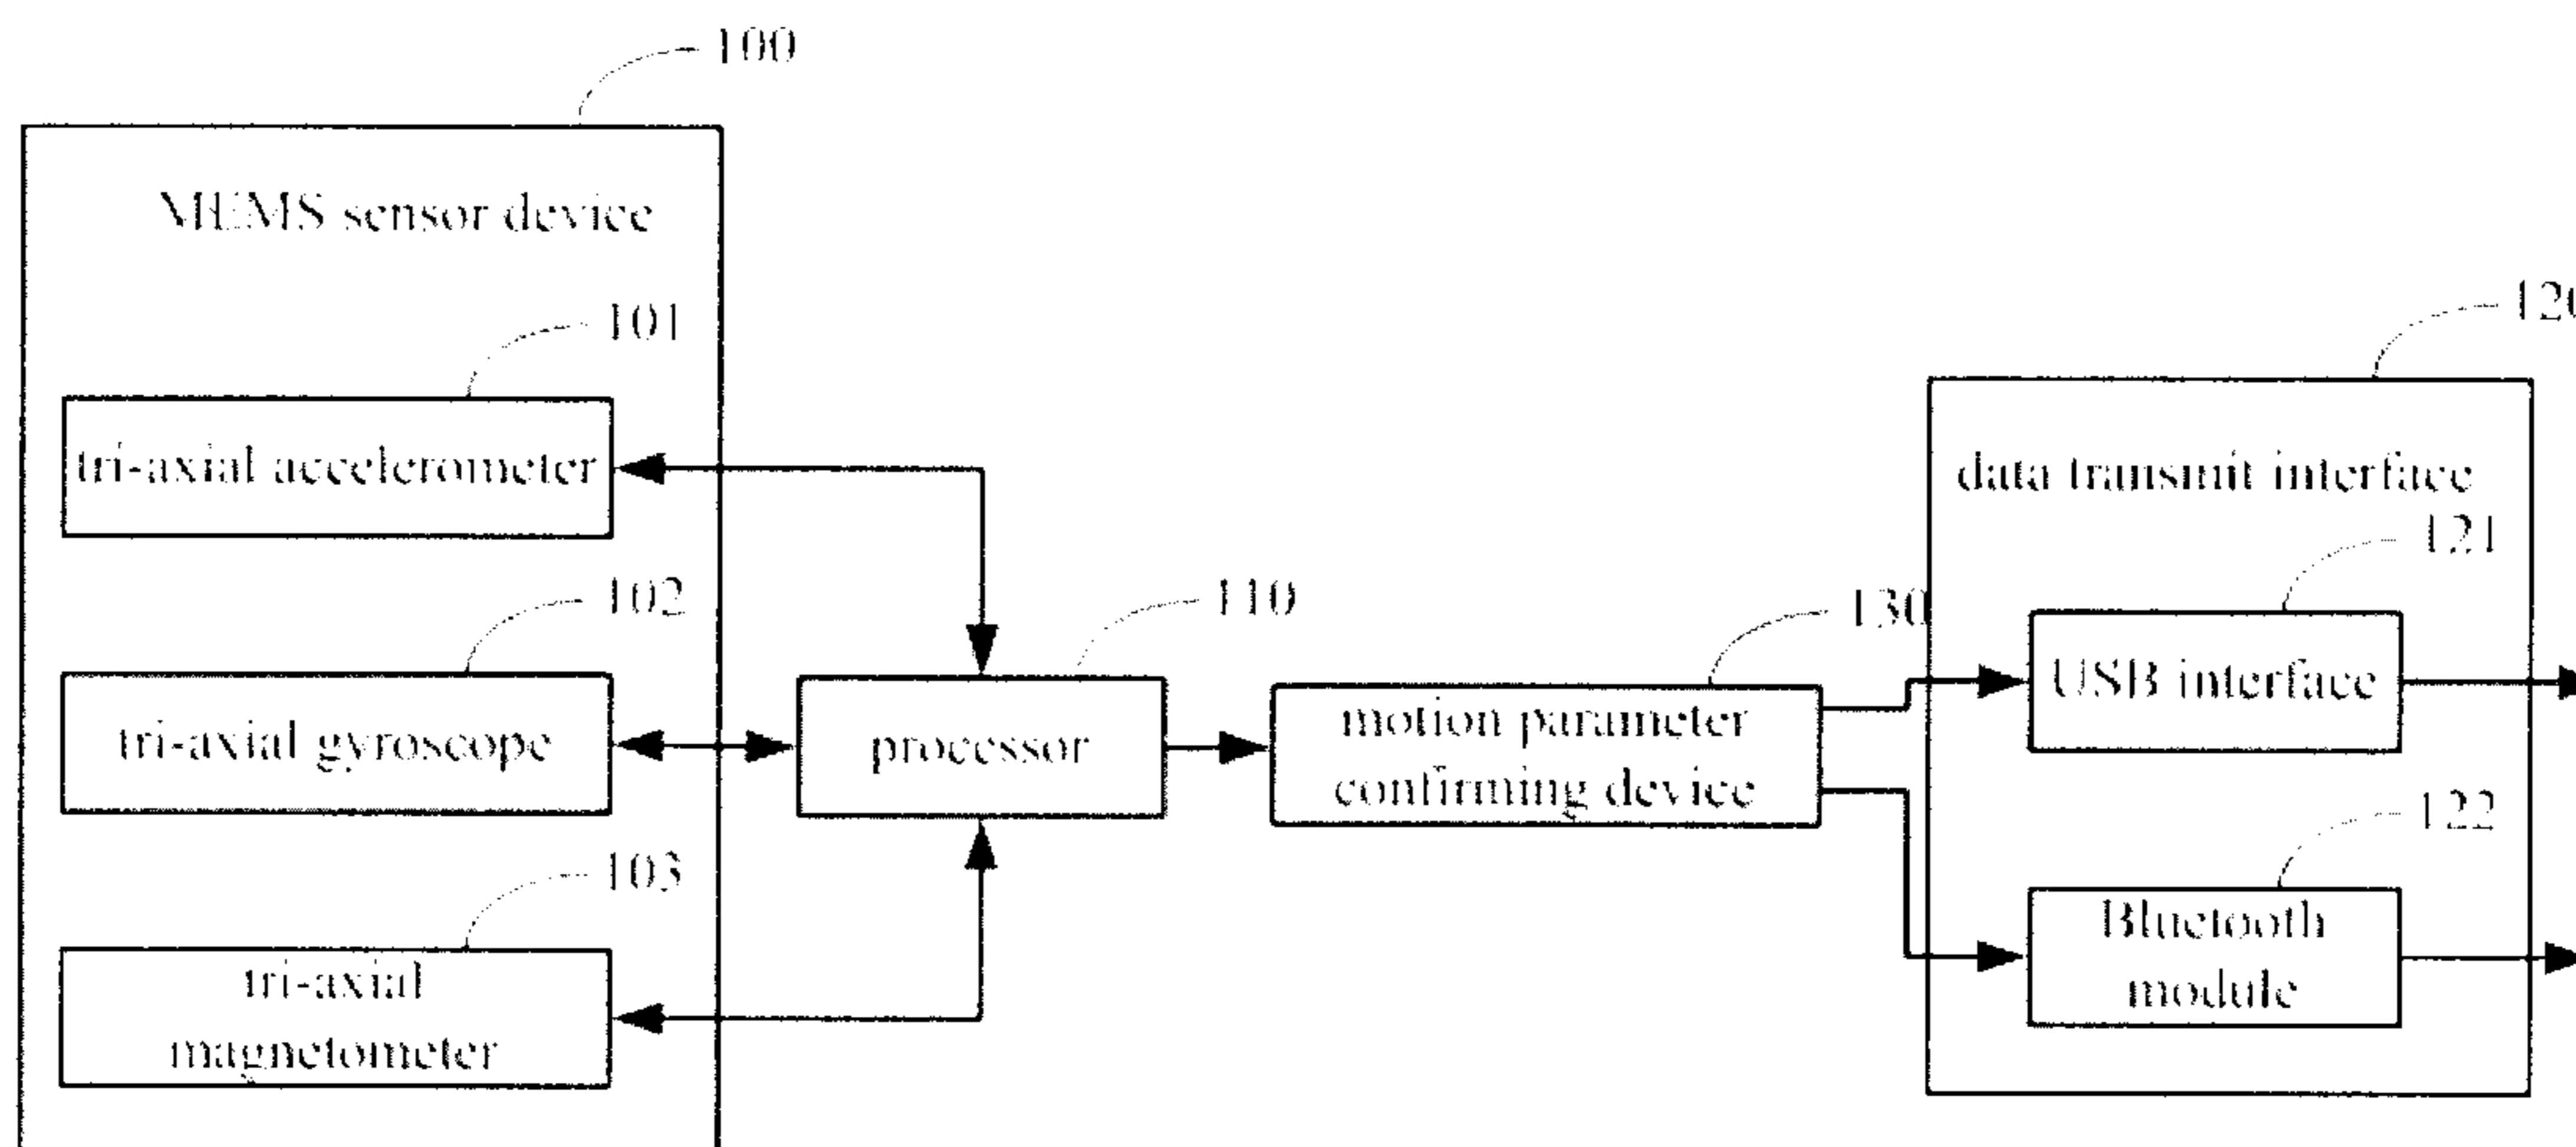 100
MEMS sensor device
101
tri-axial accelerometer
102
tri-axial gyroscope
103
tri-axial
magnetometer
110
processor
130
motion parameter
confirming device
120
data transmit interface
121
USB interface
122
Bluetooth
module